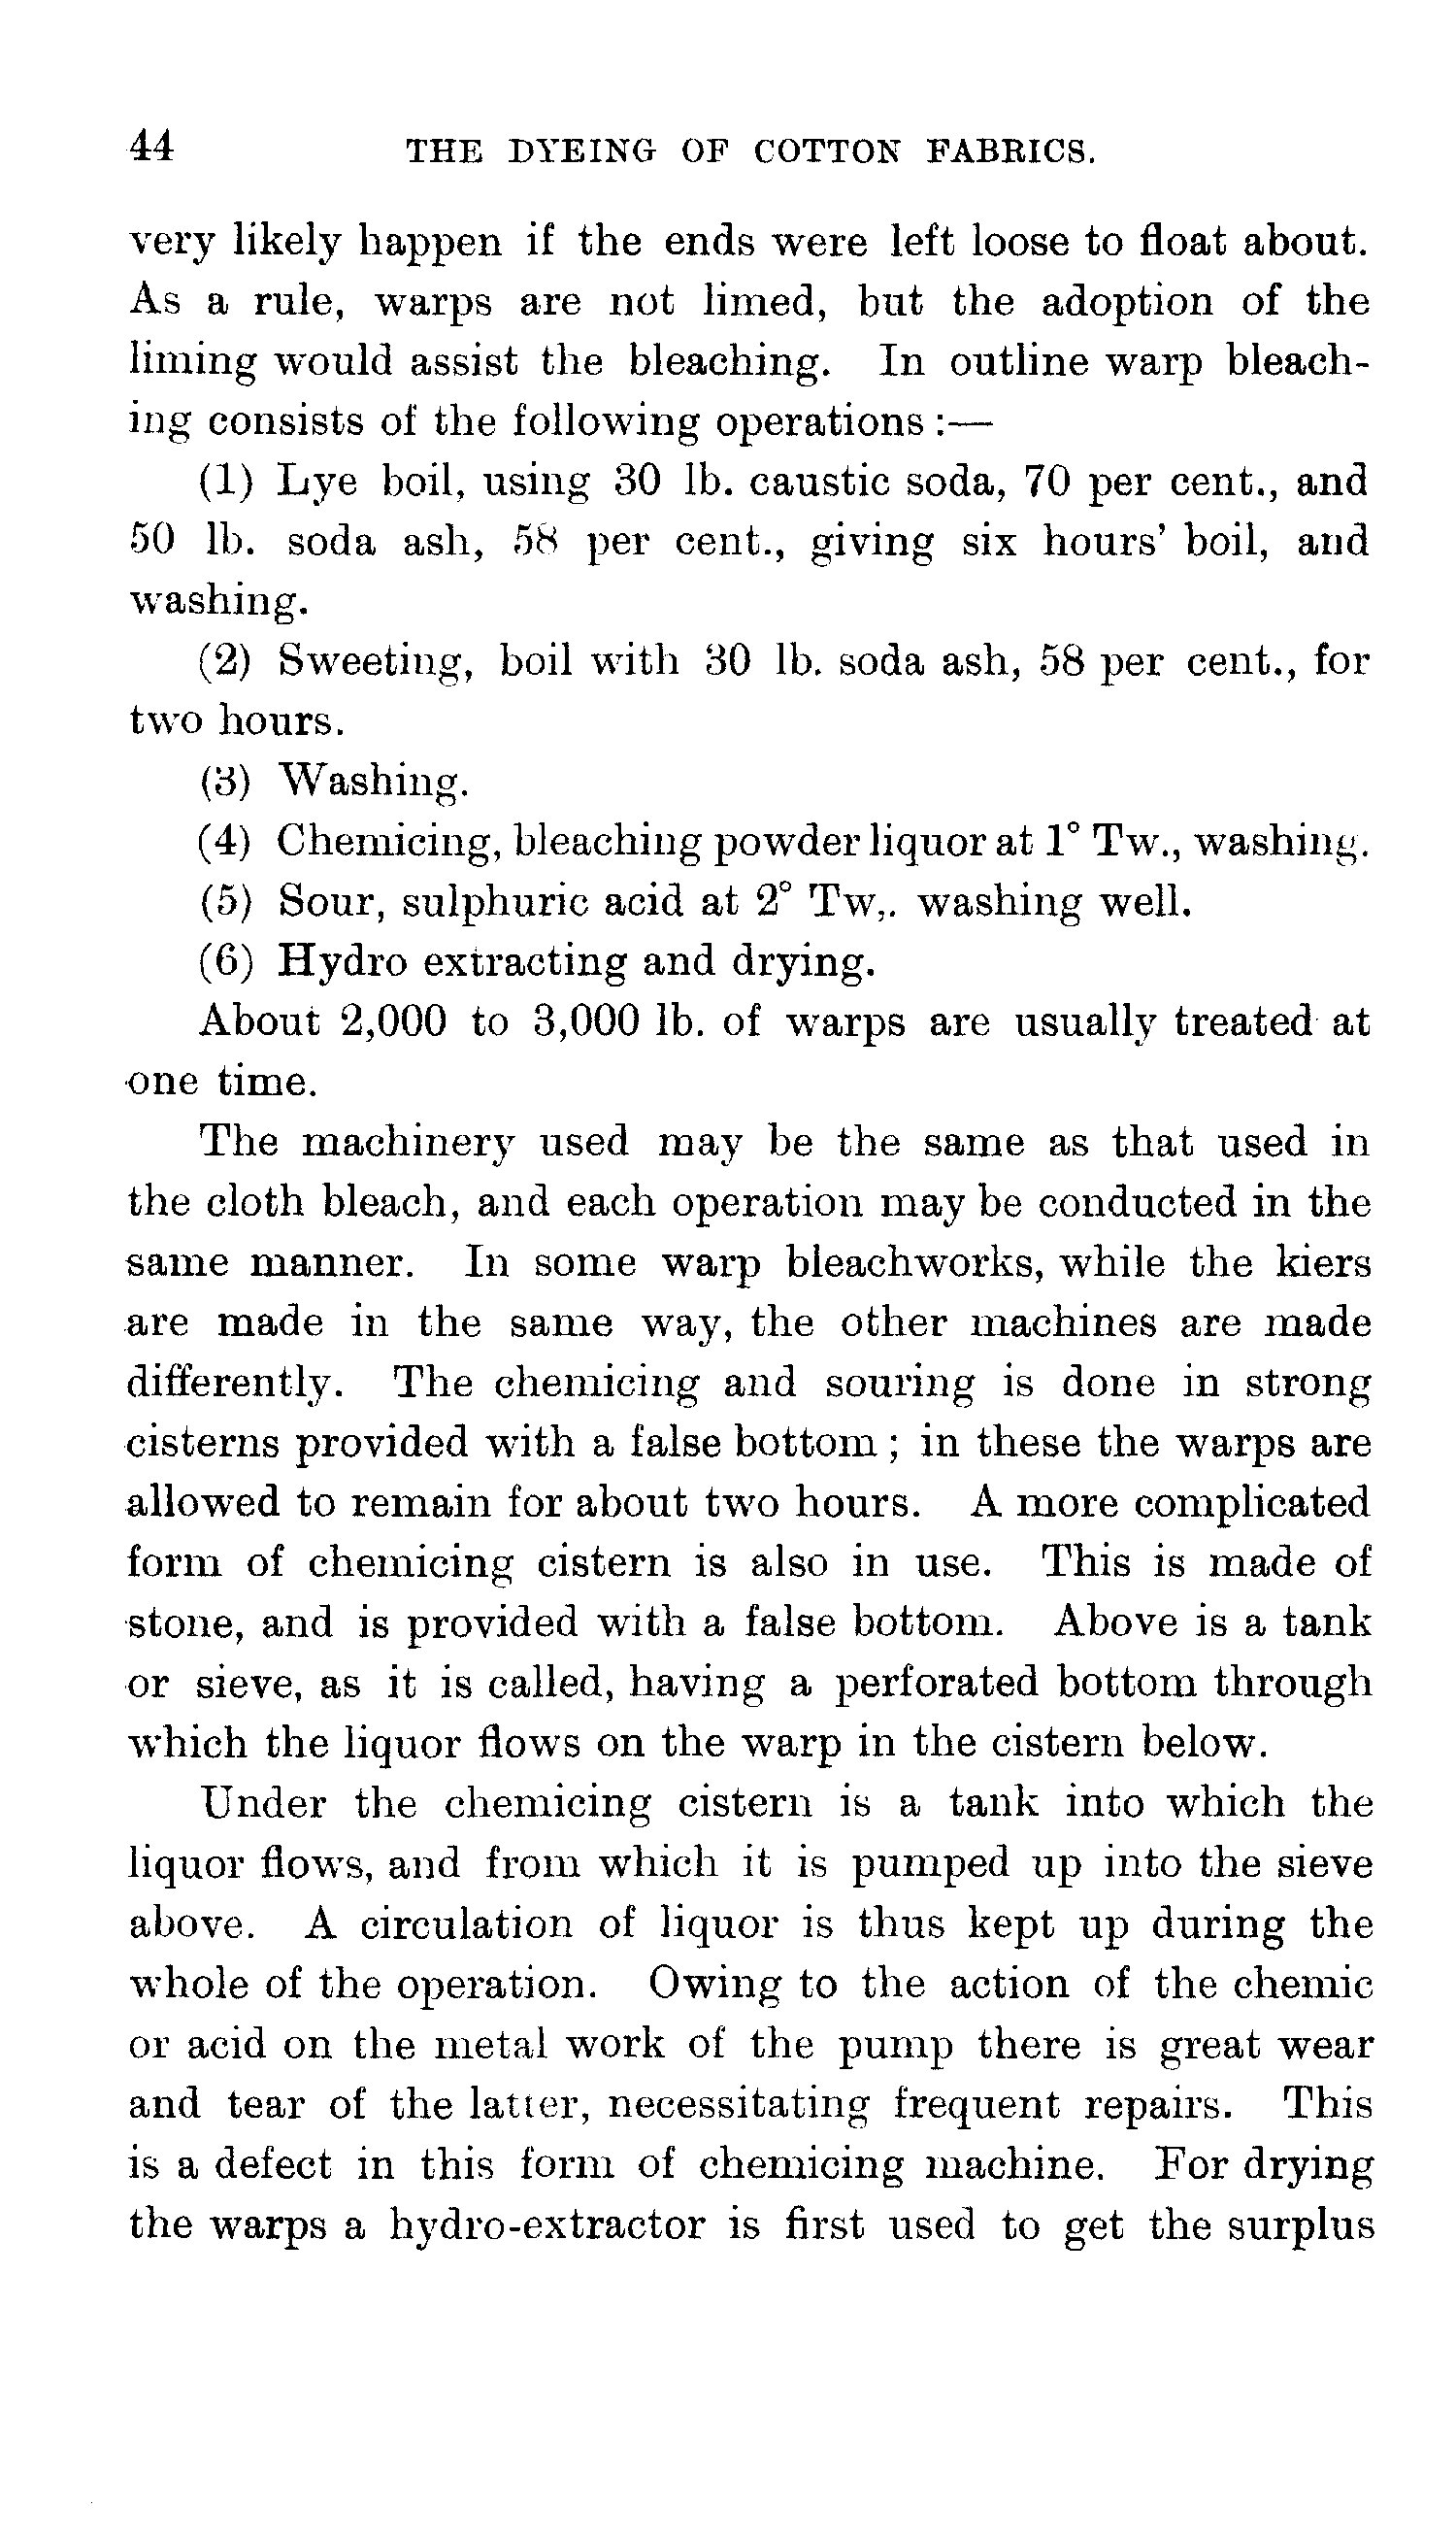 44 THE DYEING OF COTTON FABRICS.
very likely happen if the ends were left loose to float about.
As a rule, warps are not limed, but the adoption of the
liming would assist the bleaching. In outline warp bleach-
ing consists of the following operations :—
(1) Lye boil, using 30 lb. caustic soda, 70 per cent., and
50 lb. soda ash, 58 per cent., giving six hours' boil, and
washing.
(2) Sweeting, boil with 30 lb. soda ash, 58 per cent., for
two hours.
(3) Washing.
(4) Chemicing, bleaching powder liquor at 1° Tw., washing.
(5) Sour, sulphuric acid at 2° Tw,. washing well.
(6) Hydro extracting and drying.
About 2,000 to 3,000 lb. of warps are usually treated at
one time.
The machinery used may be the same as that used in
the cloth bleach, and each operation may be conducted in the
same manner. In some warp bleachworks, while the kiers
are made in the same way, the other machines are made
differently. The chemicing and souring is done in strong
cisterns provided with a false bottom ; in these the warps are
allowed to remain for about two hours. A more complicated
form of chemicing cistern is also in use. This is made of
stone, and is provided with a false bottom. Above is a tank
or sieve, as it is called, having a perforated bottom through
which the liquor flows on the warp in the cistern below.
Under the chemicing cistern is a tank into which the
liquor flows, and from which it is pumped up into the sieve
above. A circulation of liquor is thus kept up during the
whole of the operation. Owing to the action of the chemic
or acid on the metal work of the pump there is great wear
and tear of the latter, necessitating frequent repairs. This
is a defect in this form of chemicing machine. For drying
the warps a hydro-extractor is first used to get the surplus